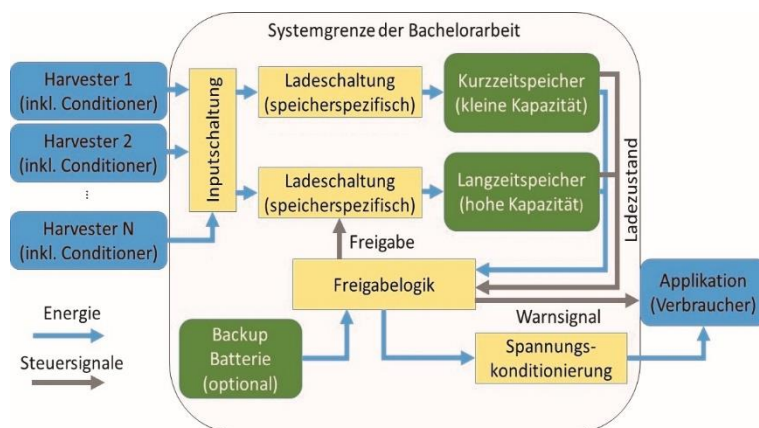 Systemgrenze der Bachelorarbeit
Harvester 1
(inkl. Conditioner)
Harvester 2
(inkl. Conditioner)
...
Harvester N
(inkl. Conditioner)
Inputschaltung
Ladeschaltung
(speicherspezifisch)
Kurzzeitspeicher
(kleine Kapazität)
Ladeschaltung
(speicherspezifisch)
Langzeitspeicher
(hohe Kapazität)
Ladezustand
Freigabe
Freigabelogik
Applikation
(Verbraucher)
Warnsignal
Energie
Steuersignale
Backup
Batterie
(optional)
Spannungs-
konditionierung